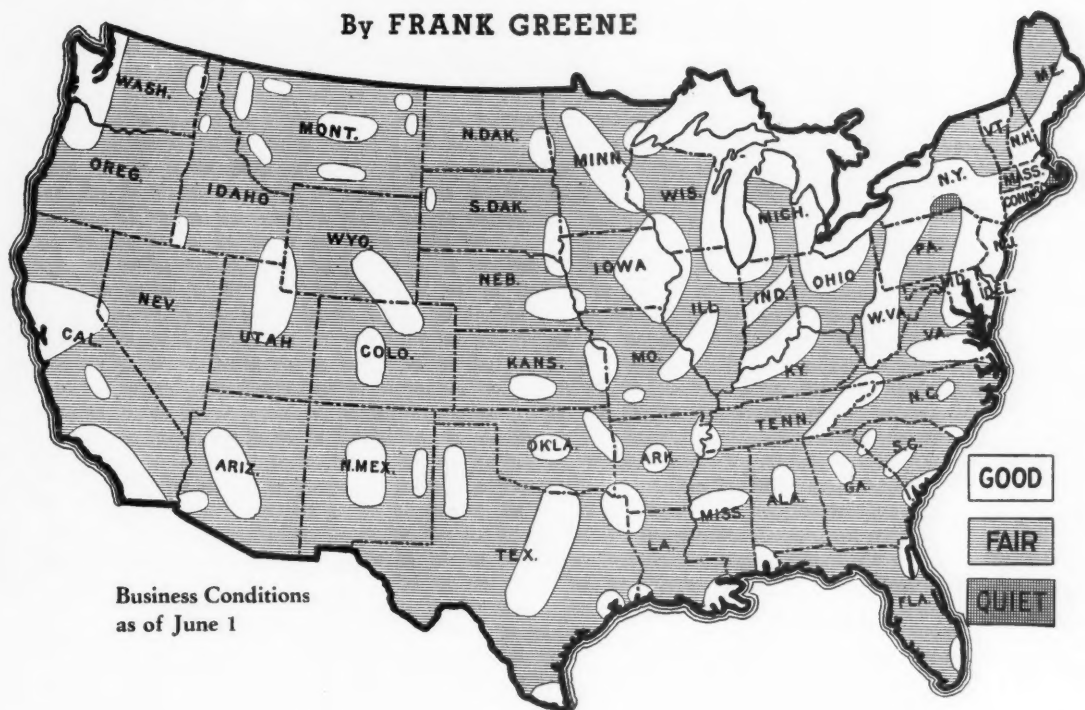 By FRANK GREENE
WASH.
MONT.
N.DAK.
MINN.
ME.
VT.
N.H.
OREG.
IDAHO
S.DAK.
WIS.
MICH.
N.Y.
MASS.
CONN.
WYO.
NEB.
IOWA
PA.
N.J.
NEV.
ILL.
IND.
OHIO
MD.
DEL.
CAL.
UTAH
COLO.
KANS.
MO.
W.VA.
VA.
KY.
ARIZ.
N.MEX.
OKLA.
ARK.
TENN.
N.C.
S.C.
TEX.
LA.
MISS.
ALA.
GA.
FLA.
GOOD
FAIR
QUIET
Business Conditions
as of June 1